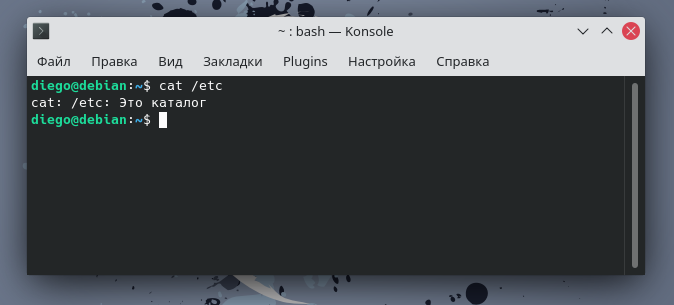 ~ : bash — Konsole
Файл Правка Вид Закладки Plugins Настройка Справка
diego@debian:~$ cat /etc
cat: /etc: Это каталог
diego@debian:~$